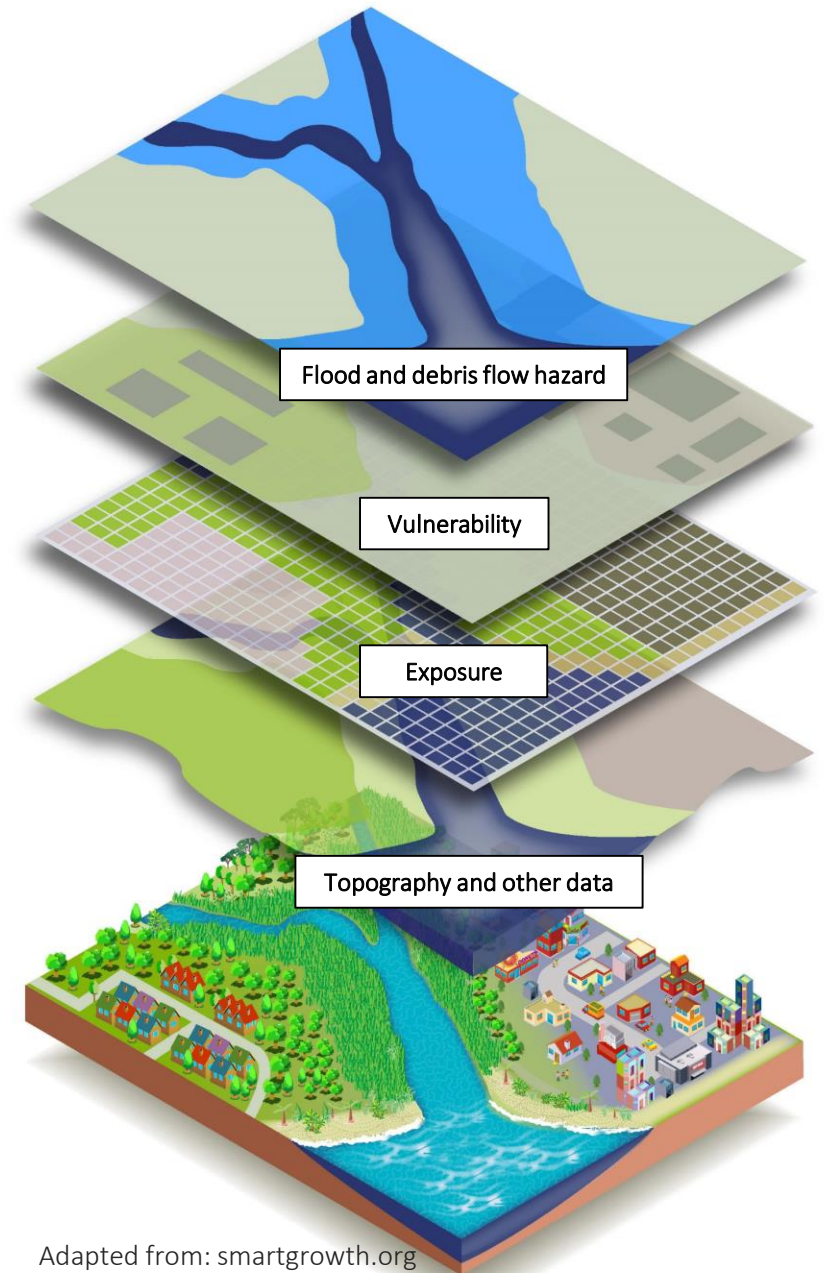 Flood and debris flow hazard
Vulnerability
Exposure
Topography and other data
Adapted from: smartgrowth.org